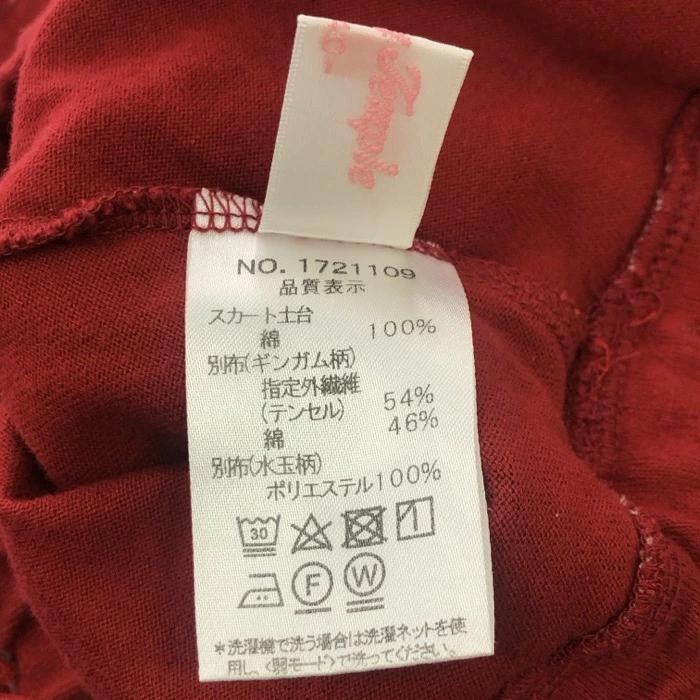 Temple
NO. 1721109
品質表示
スカート土台
綿 100%
別布(ギンガム柄)
指定外繊維
(テンセル) 54%
綿 46%
別布(水玉柄)
ポリエステル100%
30
F W
*洗濯機で洗う場合は洗濯ネットを使
用し、<弱モード>で洗ってください。